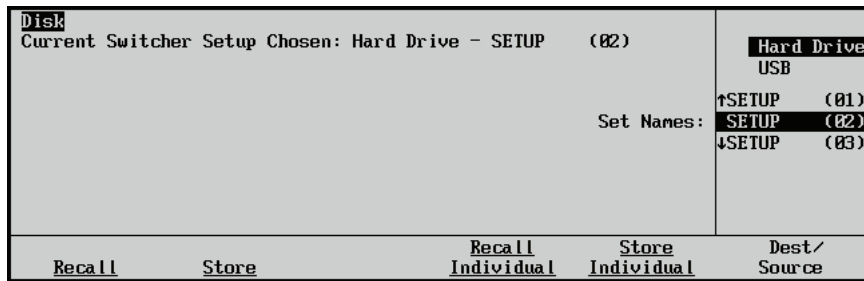 Disk
Current Switcher Setup Chosen: Hard Drive - SETUP (02)
Hard Drive
USB
↑SETUP (01)
Set Names: SETUP (02)
↓SETUP (03)
Recall Store Recall Individual Store Individual Dest/ Source